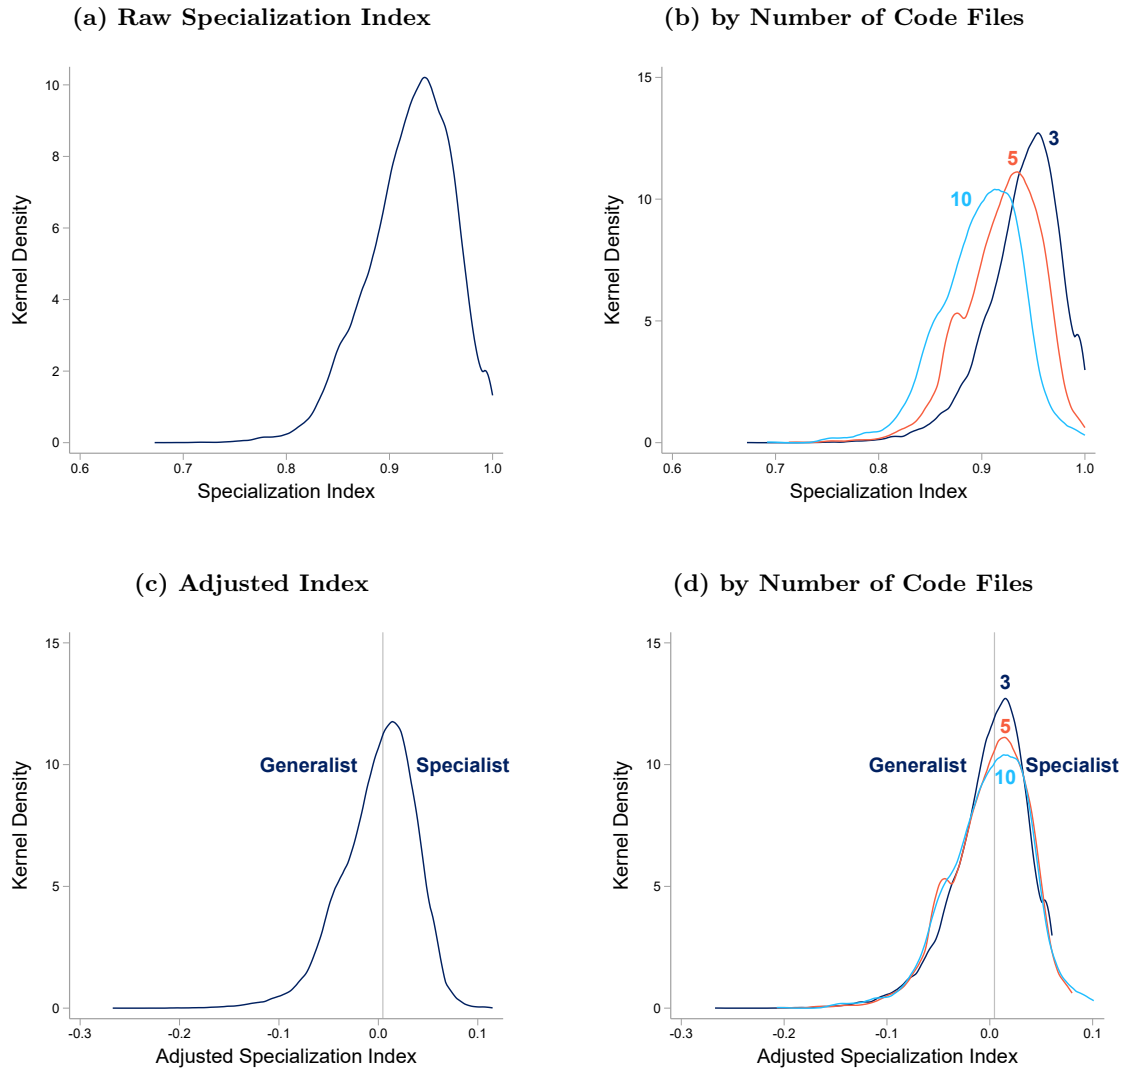 (a) Raw Specialization Index
10
8
6
4
2
0
Kernel Density
0.6 0.7 0.8 0.9 1.0
Specialization Index
(b) by Number of Code Files
15
10
5
0
Kernel Density
3
5
10
0.6 0.7 0.8 0.9 1.0
Specialization Index
(c) Adjusted Index
15
10
5
0
Kernel Density
Generalist Specialist
-0.3 -0.2 -0.1 0.0 0.1
Adjusted Specialization Index
(d) by Number of Code Files
15
10
5
0
Kernel Density
3
5
Generalist Specialist
10
-0.3 -0.2 -0.1 0.0 0.1
Adjusted Specialization Index